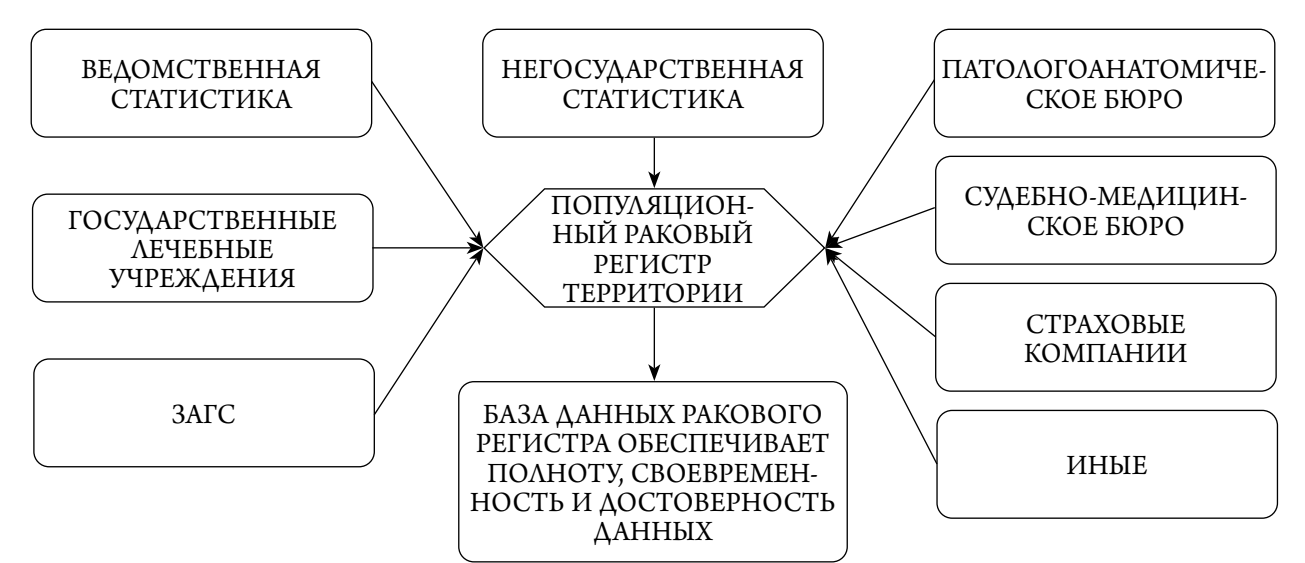 ВЕДОМСТВЕННАЯ
СТАТИСТИКА
НЕГОСУДАРСТВЕННАЯ
СТАТИСТИКА
ПАТОЛОГОАНАТОМИЧЕ-
СКОЕ БЮРО
ГОСУДАРСТВЕННЫЕ
ЛЕЧЕБНЫЕ
УЧРЕЖДЕНИЯ
ПОПУЛЯЦИОН-
НЫЙ РАКОВЫЙ
РЕГИСТР
ТЕРРИТОРИИ
СУДЕБНО-МЕДИЦИН-
СКОЕ БЮРО
СТРАХОВЫЕ
КОМПАНИИ
ЗАГС
БАЗА ДАННЫХ РАКОВОГО
РЕГИСТРА ОБЕСПЕЧИВАЕТ
ПОЛНОТУ, СВОЕВРЕМЕН-
НОСТЬ И ДОСТОВЕРНОСТЬ
ДАННЫХ
ИНЫЕ